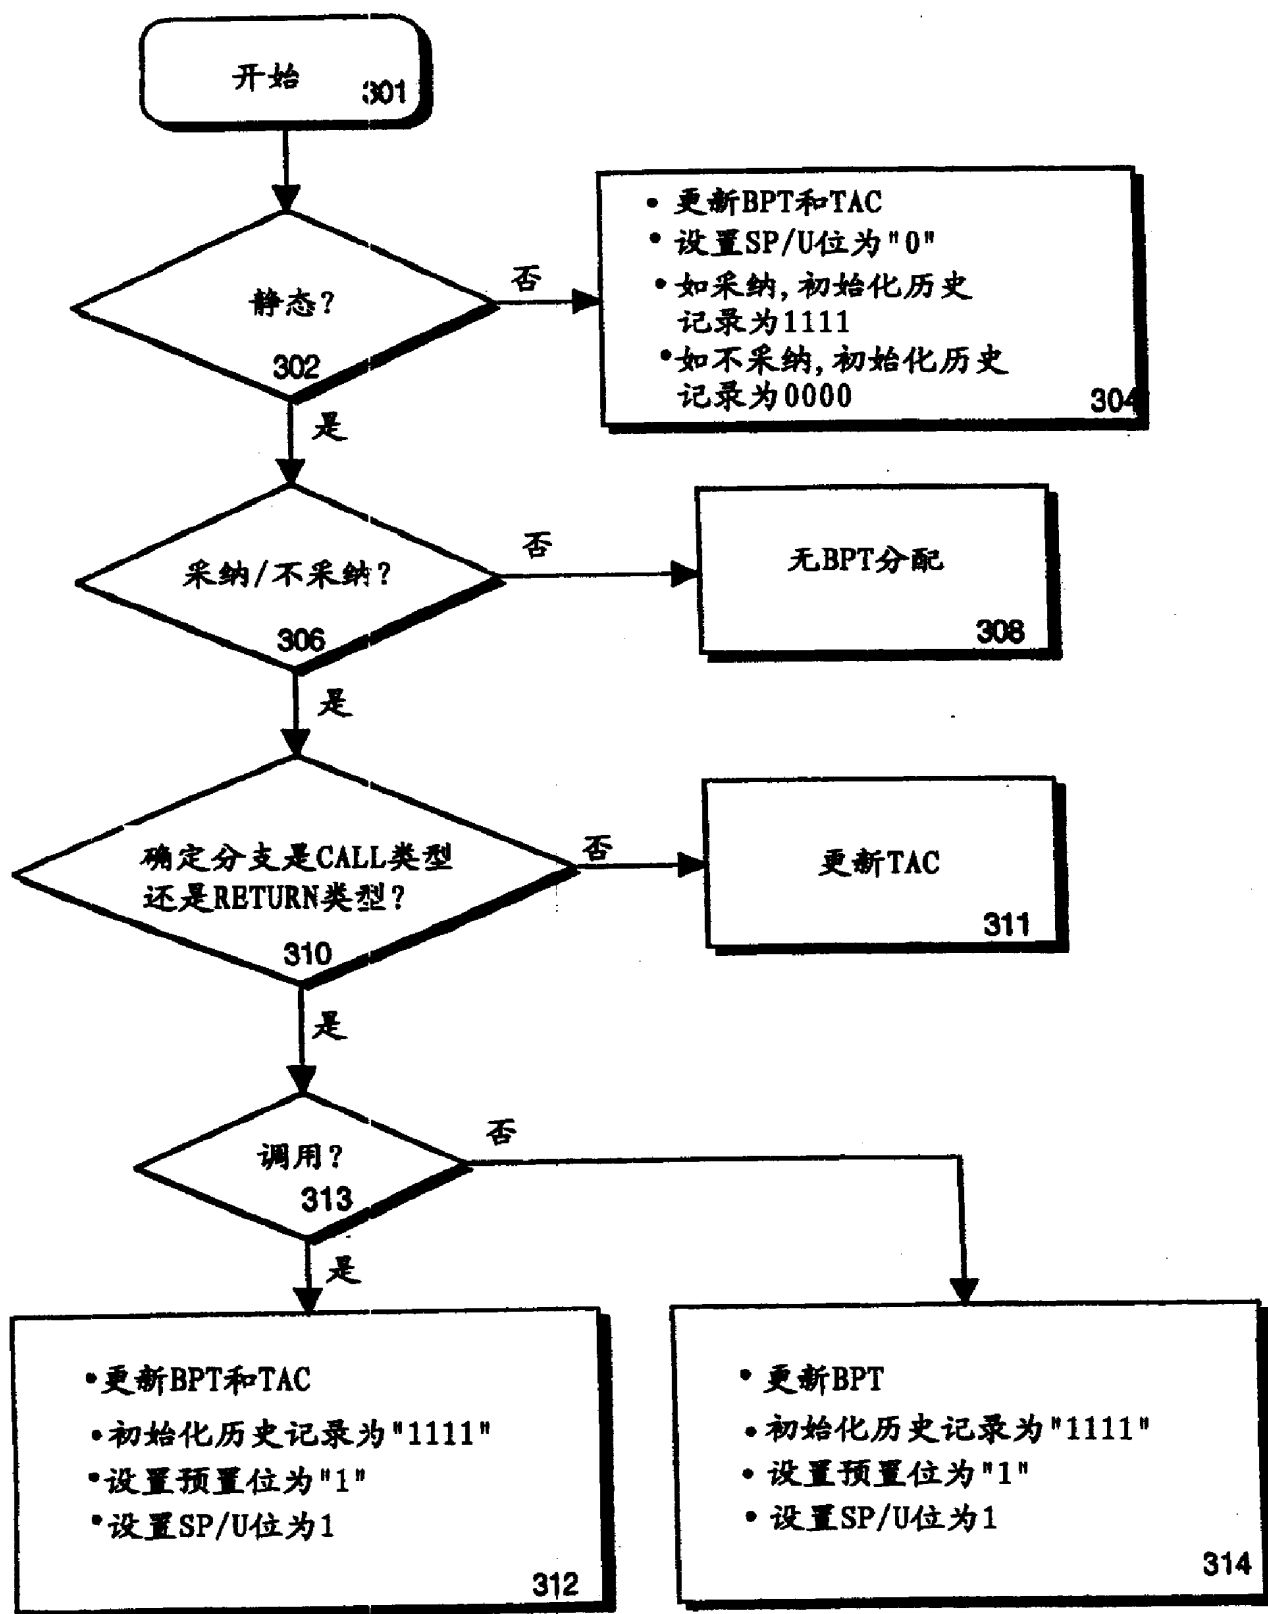 开始
301
静态?
302
否
• 更新BPT和TAC
• 设置SP/U位为"0"
• 如采纳,初始化历史
记录为1111
• 如不采纳,初始化历史
记录为0000
304
是
采纳/不采纳?
306
否
无BPT分配
308
是
确定分支是CALL类型
还是RETURN类型?
310
否
更新TAC
311
是
调用?
313
否
是
• 更新BPT和TAC
• 初始化历史记录为"1111"
• 设置预置位为"1"
• 设置SP/U位为1
312
• 更新BPT
• 初始化历史记录为"1111"
• 设置预置位为"1"
• 设置SP/U位为1
314